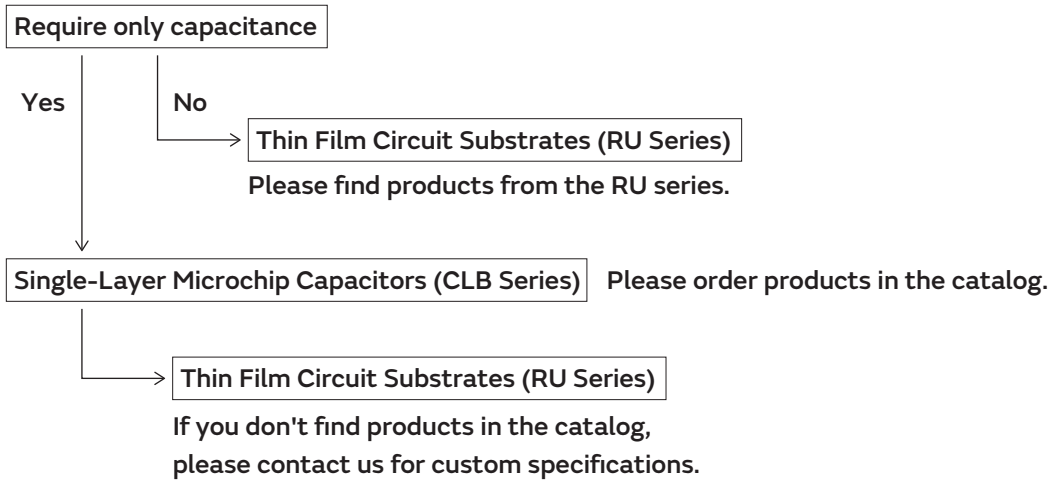 Require only capacitance
Yes
No
Thin Film Circuit Substrates (RU Series)
Please find products from the RU series.
Single-Layer Microchip Capacitors (CLB Series)
Please order products in the catalog.
Thin Film Circuit Substrates (RU Series)
If you don't find products in the catalog,
please contact us for custom specifications.